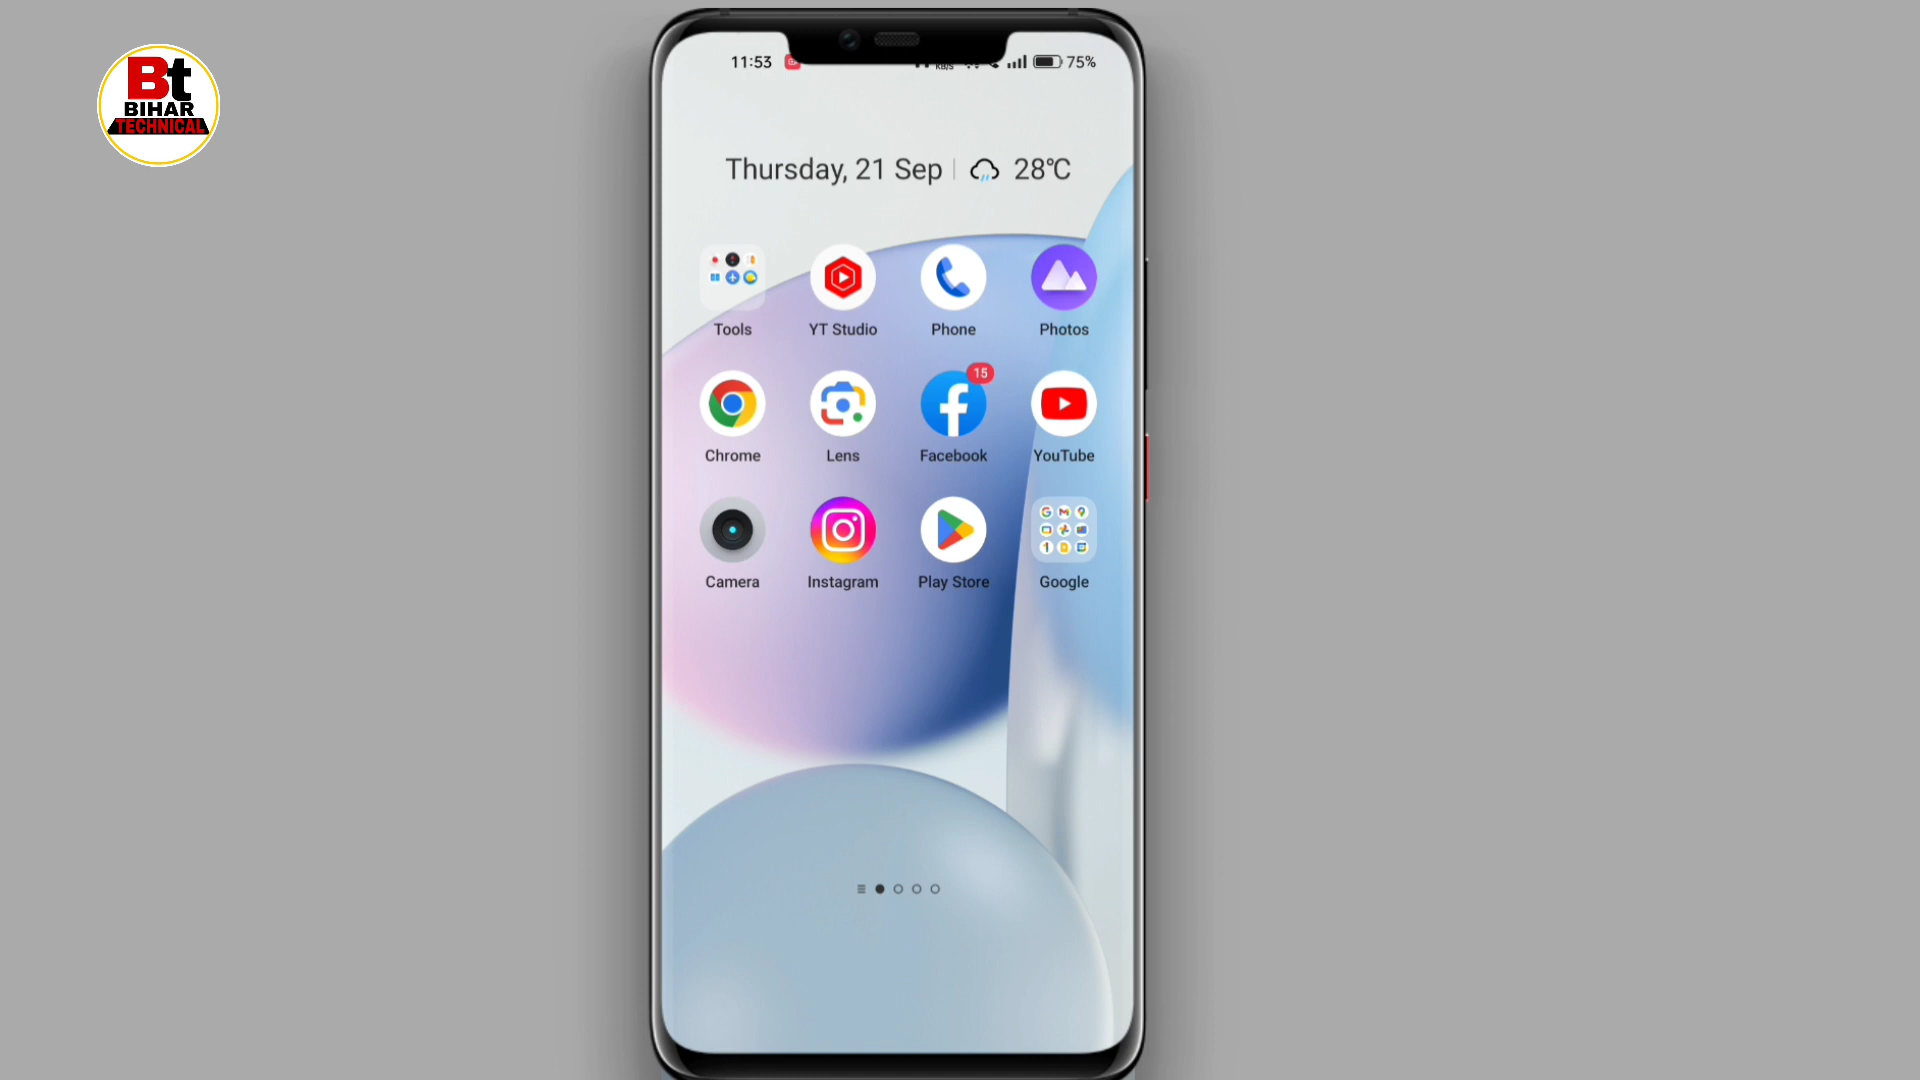 Bt
BIHAR
TECHNICAL
11:53
KB/S
75%
Thursday, 21 Sep
28°C
Tools
YT Studio
Phone
Photos
15
Chrome
Lens
Facebook
YouTube
Camera
Instagram
Play Store
Google